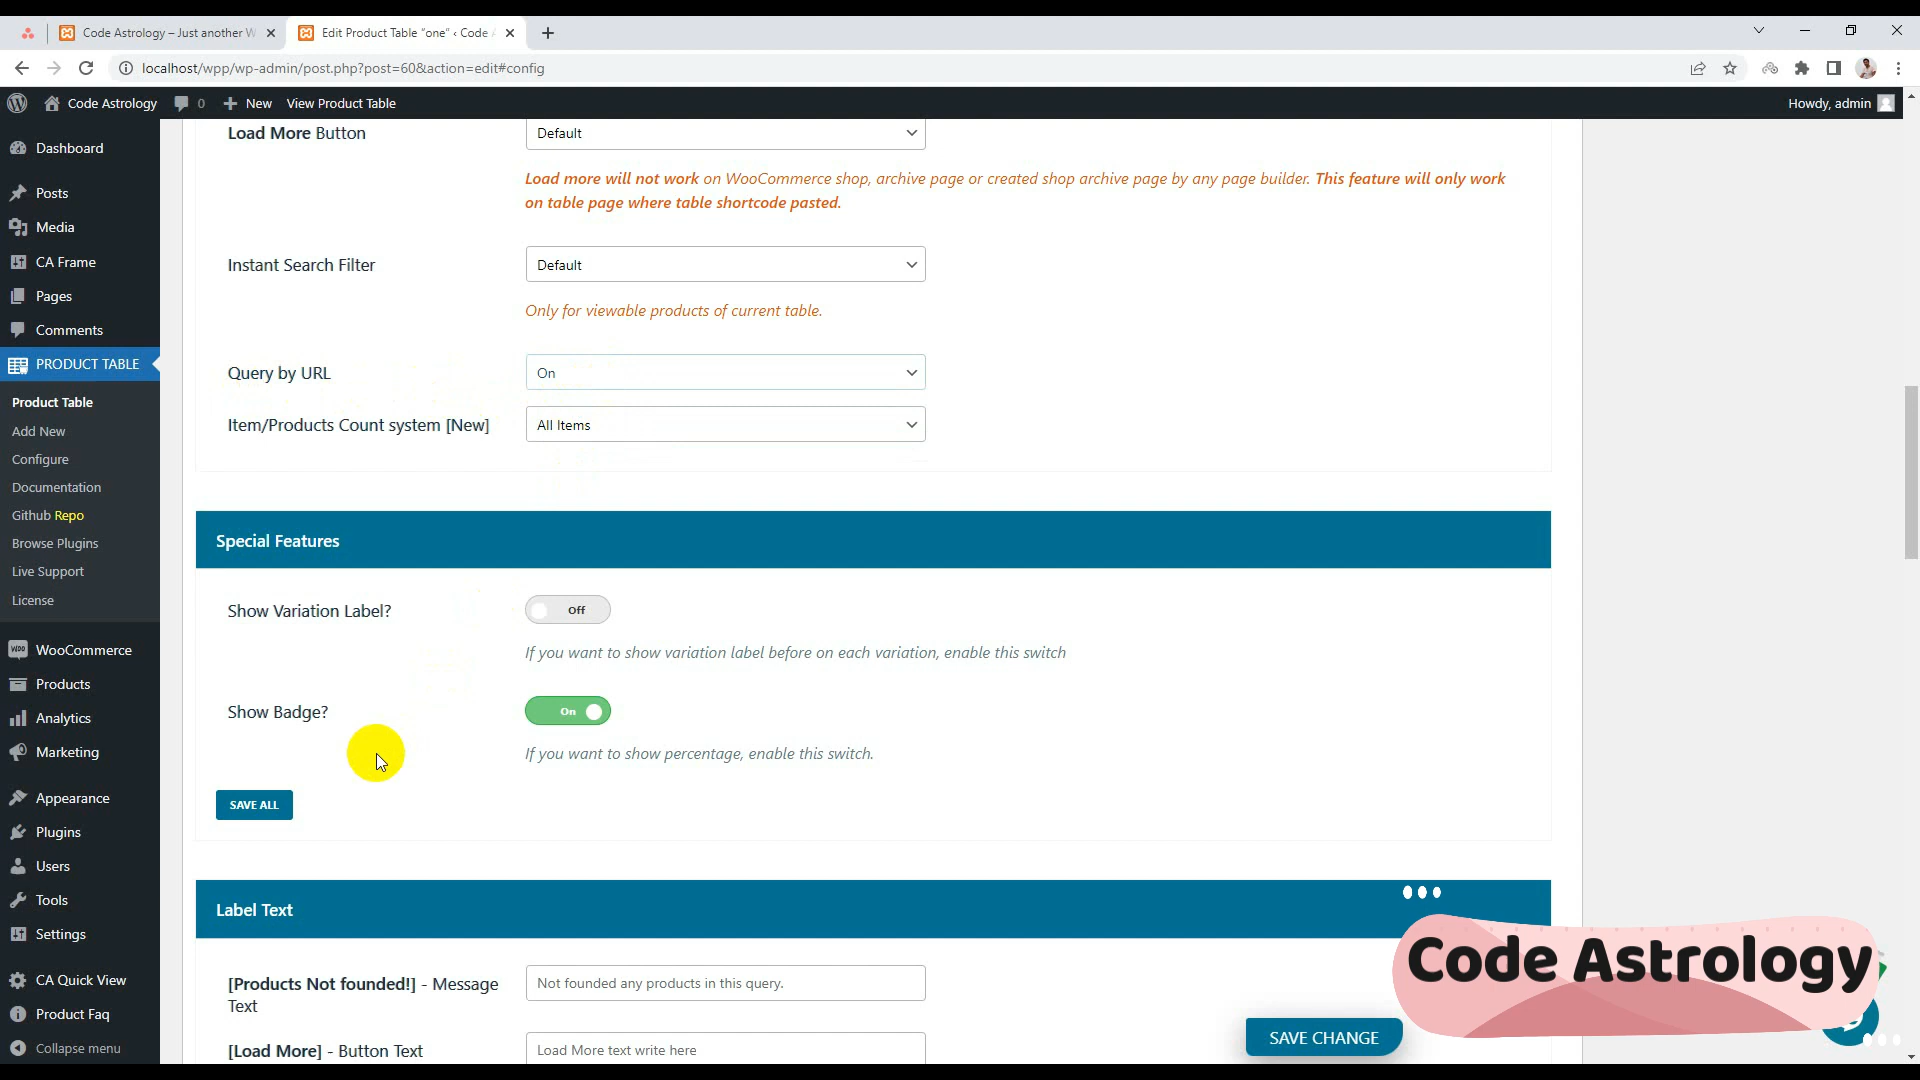 Code Astrology – Just another W
Edit Product Table “one” ‹ Code A
localhost/wpp/wp-admin/post.php?post=60&action=edit#config
Code Astrology
0
New
View Product Table
Howdy, admin
Dashboard
Posts
Media
CA Frame
Pages
Comments
PRODUCT TABLE
Product Table
Add New
Configure
Documentation
Github Repo
Browse Plugins
Live Support
License
WooCommerce
Products
Analytics
Marketing
Appearance
Plugins
Users
Tools
Settings
CA Quick View
Product Faq
Collapse menu
Load More Button
Default
Load more will not work on WooCommerce shop, archive page or created shop archive page by any page builder. This feature will only work
on table page where table shortcode pasted.
Instant Search Filter
Default
Only for viewable products of current table.
Query by URL
On
Item/Products Count system [New]
All Items
Special Features
Show Variation Label?
Off
If you want to show variation label before on each variation, enable this switch
Show Badge?
On
If you want to show percentage, enable this switch.
SAVE ALL
Label Text
[Products Not founded!] - Message
Text
Not founded any products in this query.
[Load More] - Button Text
Load More text write here
SAVE CHANGE
Code Astrology